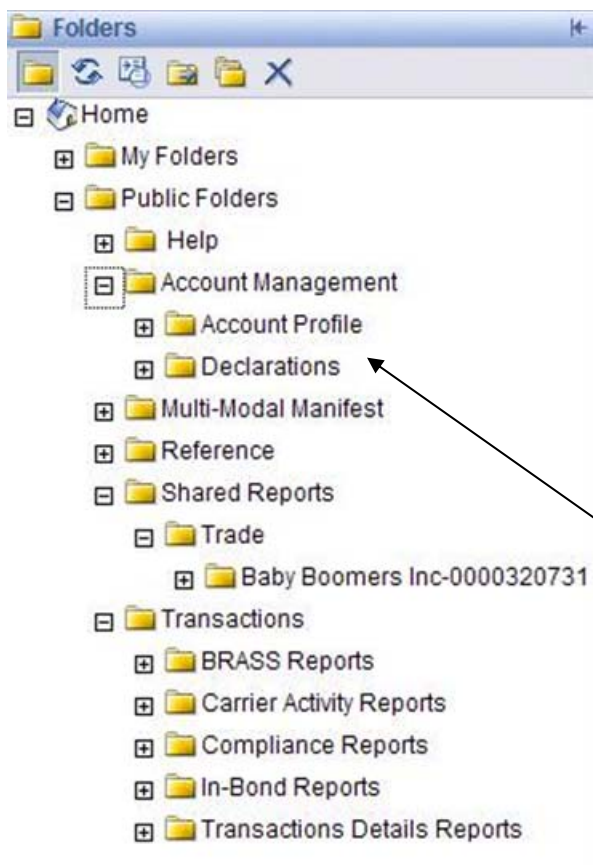 Folders
Home
My Folders
Public Folders
Help
Account Management
Account Profile
Declarations
Multi-Modal Manifest
Reference
Shared Reports
Trade
Baby Boomers Inc-0000320731
Transactions
BRASS Reports
Carrier Activity Reports
Compliance Reports
In-Bond Reports
Transactions Details Reports